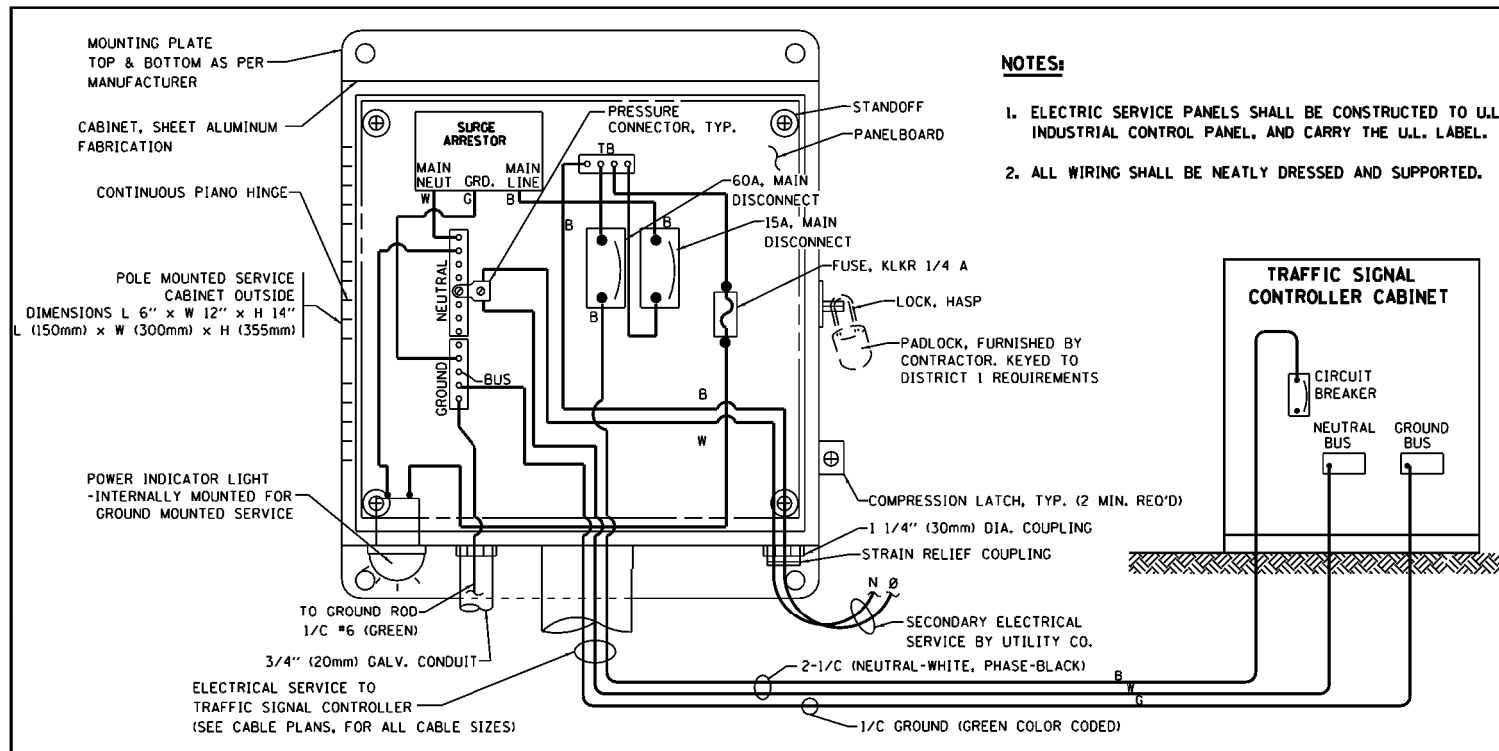 MOUNTING PLATE
TOP & BOTTOM AS PER
MANUFACTURER
CABINET, SHEET ALUMINUM
FABRICATION
CONTINUOUS PIANO HINGE
POLE MOUNTED SERVICE
CABINET OUTSIDE
DIMENSIONS L 6" x W 12" x H 14"
L (150mm) x W (300mm) x H (355mm)
POWER INDICATOR LIGHT
-INTERNALLY MOUNTED FOR
GROUND MOUNTED SERVICE
TO GROUND ROD
1/C #6 (GREEN)
3/4" (20mm) GALV. CONDUIT
ELECTRICAL SERVICE TO
TRAFFIC SIGNAL CONTROLLER
(SEE CABLE PLANS, FOR ALL CABLE SIZES)
SURGE
ARRESTOR
MAIN
NEUT
GRD.
MAIN
LINE
W
G
B
PRESSURE
CONNECTOR, TYP.
TB
B
B
B
NEUTRAL
GROUND
BUS
B
W
STANDOFF
PANELBOARD
60A, MAIN
DISCONNECT
15A, MAIN
DISCONNECT
FUSE, KLKR 1/4 A
LOCK, HASP
PADLOCK, FURNISHED BY
CONTRACTOR. KEYED TO
DISTRICT 1 REQUIREMENTS
COMPRESSION LATCH, TYP. (2 MIN. REQ'D)
1 1/4" (30mm) DIA. COUPLING
STRAIN RELIEF COUPLING
N Ø
SECONDARY ELECTRICAL
SERVICE BY UTILITY CO.
2-1/C (NEUTRAL-WHITE, PHASE-BLACK)
B
W
G
1/C GROUND (GREEN COLOR CODED)
NOTES:
1. ELECTRIC SERVICE PANELS SHALL BE CONSTRUCTED TO U.L
INDUSTRIAL CONTROL PANEL, AND CARRY THE U.L. LABEL.
2. ALL WIRING SHALL BE NEATLY DRESSED AND SUPPORTED.
TRAFFIC SIGNAL
CONTROLLER CABINET
CIRCUIT
BREAKER
NEUTRAL
BUS
GROUND
BUS